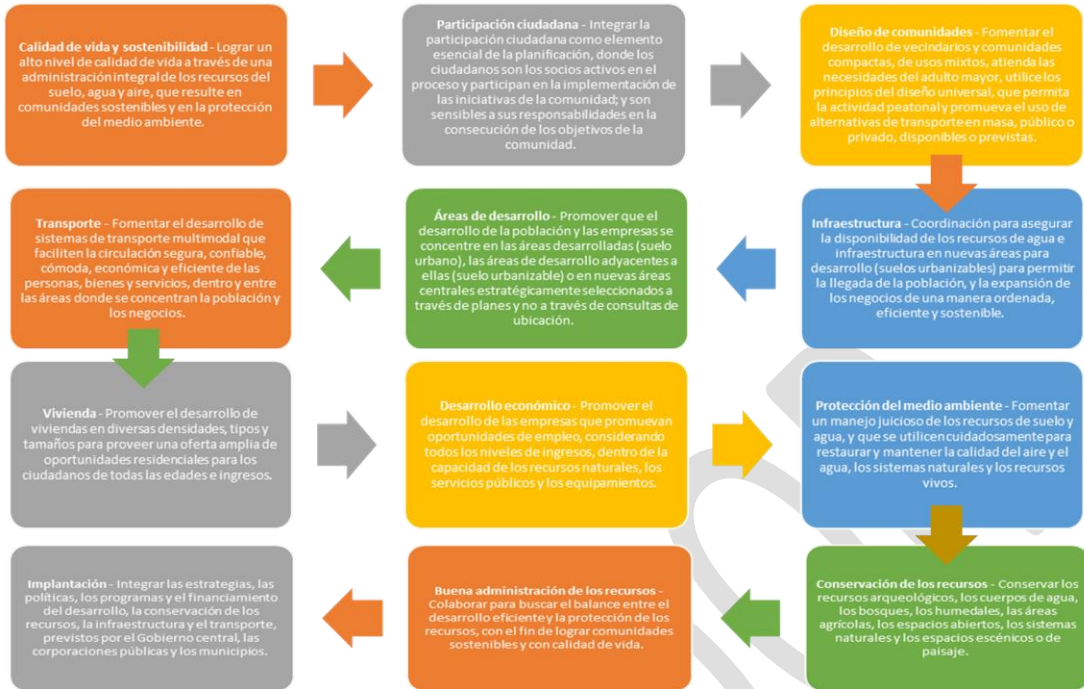 Calidad de vida y sostenibilidad - Lograr un
alto nivel de calidad de vida a través de una
administración integral de los recursos del
suelo, agua y aire, que resulte en
comunidades sostenibles y en la protección
del medio ambiente.
Participación ciudadana - Integrar la
participación ciudadana como elemento
esencial de la planificación, donde los
ciudadanos son los socios activos en el
proceso y participan en la implementación de
las iniciativas de la comunidad; y son
sensibles a sus responsabilidades en la
consecución de los objetivos de la
comunidad.
Diseño de comunidades - Fomentar el
desarrollo de vecindarios y comunidades
compactas, de usos mixtos, atienda las
necesidades del adulto mayor, utilice los
principios del diseño universal, que permita
la actividad peatonal y promueva el uso de
alternativas de transporte en masa, público o
privado, disponibles o previstas.
Infraestructura - Coordinación para asegurar
la disponibilidad de los recursos de agua e
infraestructura en nuevas áreas para
desarrollo (suelos urbanizables) para permitir
la llegada de la población, y la expansión de
los negocios de una manera ordenada,
eficiente y sostenible.
Áreas de desarrollo - Promover que el
desarrollo de la población y las empresas se
concentre en las áreas desarrolladas (suelo
urbano), las áreas de desarrollo adyacentes a
ellas (suelo urbanizable) o en nuevas áreas
centrales estratégicamente seleccionados a
través de planes y no a través de consultas de
ubicación.
Transporte - Fomentar el desarrollo de
sistemas de transporte multimodal que
faciliten la circulación segura, confiable,
cómoda, económica y eficiente de las
personas, bienes y servicios, dentro y entre
las áreas donde se concentran la población y
los negocios.
Vivienda - Promover el desarrollo de
viviendas en diversas densidades, tipos y
tamaños para proveer una oferta amplia de
oportunidades residenciales para los
ciudadanos de todas las edades e ingresos.
Desarrollo económico - Promover el
desarrollo de las empresas que promuevan
oportunidades de empleo, considerando
todos los niveles de ingresos, dentro de la
capacidad de los recursos naturales, los
servicios públicos y los equipamientos.
Protección del medio ambiente - Fomentar
un manejo juicioso de los recursos de suelo y
agua, y que se utilicen cuidadosamente para
restaurar y mantener la calidad del aire y el
agua, los sistemas naturales y los recursos
vivos.
Conservación de los recursos - Conservar los
recursos arqueológicos, los cuerpos de agua,
los bosques, los humedales, las áreas
agrícolas, los espacios abiertos, los sistemas
naturales y los espacios escénicos o de
paisaje.
Buena administración de los recursos -
Colaborar para buscar el balance entre el
desarrollo eficiente y la protección de los
recursos, con el fin de lograr comunidades
sostenibles y con calidad de vida.
Implantación - Integrar las estrategias, las
políticas, los programas y el financiamiento
del desarrollo, la conservación de los
recursos, la infraestructura y el transporte,
previstos por el Gobierno central, las
corporaciones públicas y los municipios.